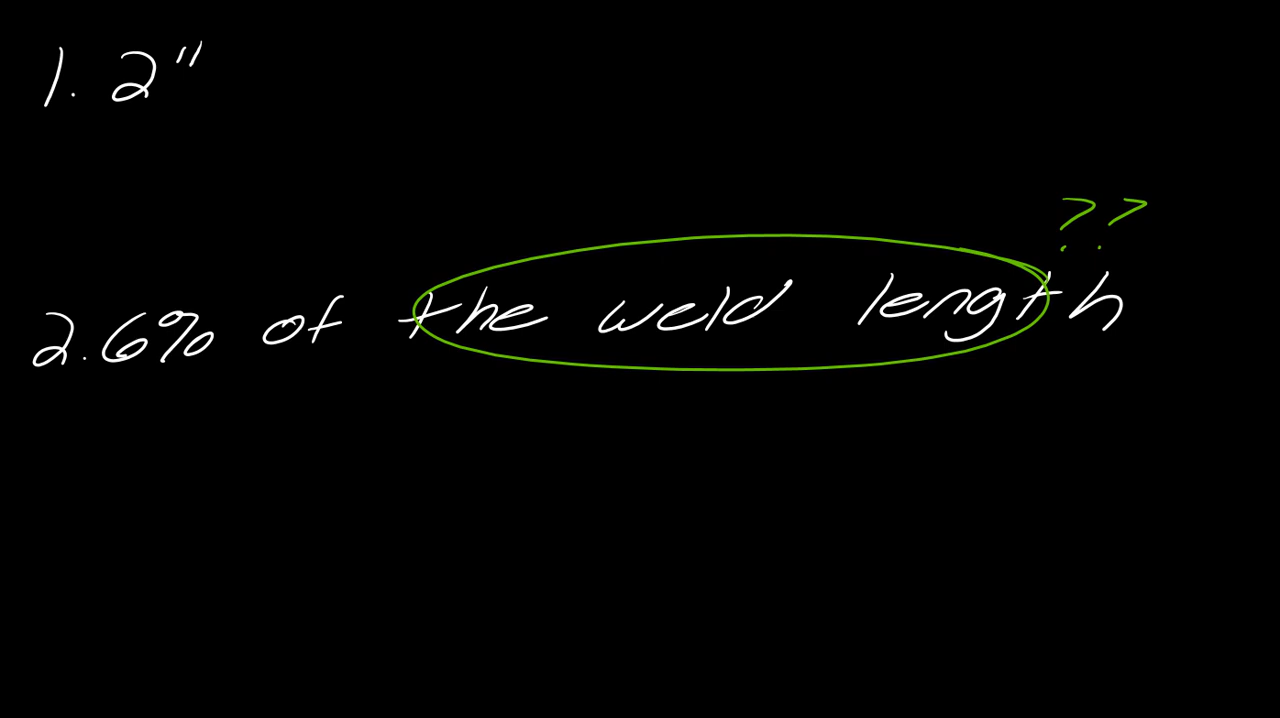 1. 2"
??
2. 6% of the weld length